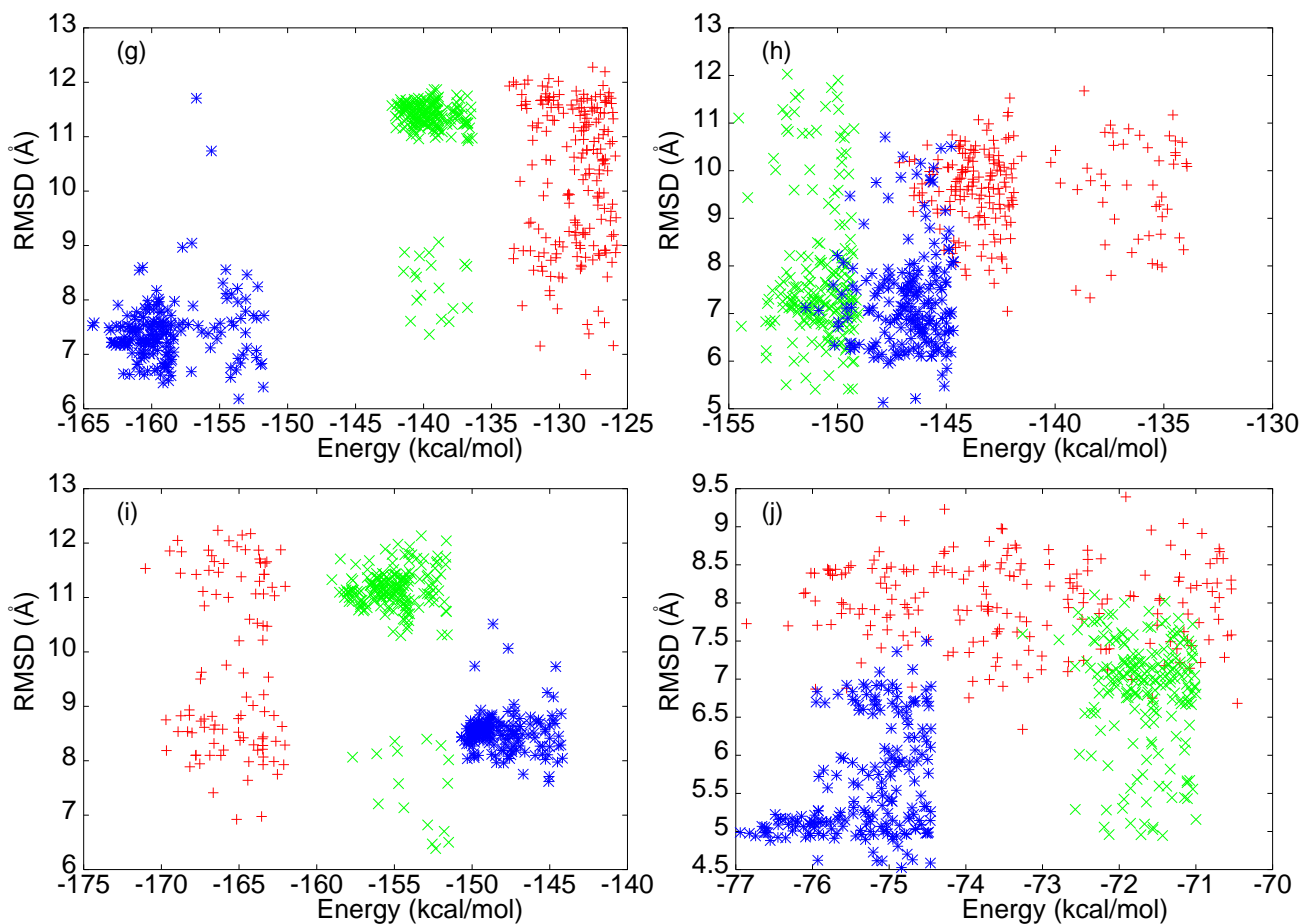 13
12
11
10
9
8
7
6
RMSD (Å)
(g)
-165 -160 -155 -150 -145 -140 -135 -130 -125
Energy (kcal/mol)
13
12
11
10
9
8
7
6
5
RMSD (Å)
(h)
-155 -150 -145 -140 -135 -130
Energy (kcal/mol)
13
12
11
10
9
8
7
6
RMSD (Å)
(i)
-175 -170 -165 -160 -155 -150 -145 -140
Energy (kcal/mol)
9.5
9
8.5
8
7.5
7
6.5
6
5.5
5
4.5
RMSD (Å)
(j)
-77 -76 -75 -74 -73 -72 -71 -70
Energy (kcal/mol)